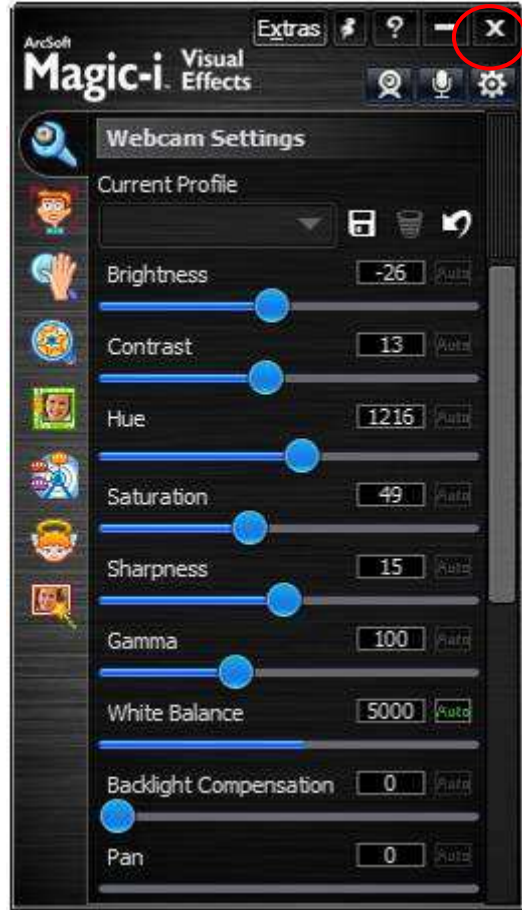 Extras ? X
ArcSoft
Magic-i Visual Effects
Webcam Settings
Current Profile
Brightness -26 Auto
Contrast 13 Auto
Hue 1216 Auto
Saturation 49 Auto
Sharpness 15 Auto
Gamma 100 Auto
White Balance 5000 Auto
Backlight Compensation 0 Auto
Pan 0 Auto